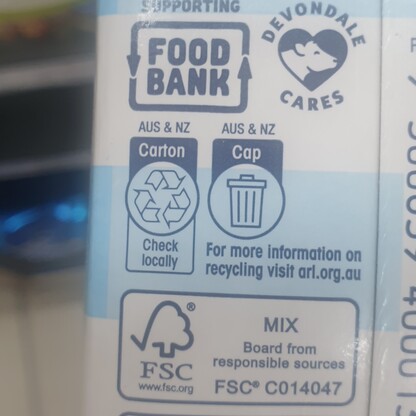 SUPPORTING
FOOD
BANK
DEVONDALE
CARES
AUS & NZ
Carton
Check
locally
AUS & NZ
Cap
For more information on
recycling visit arl.org.au
FSC
®
www.fsc.org
MIX
Board from
responsible sources
FSC® C014047